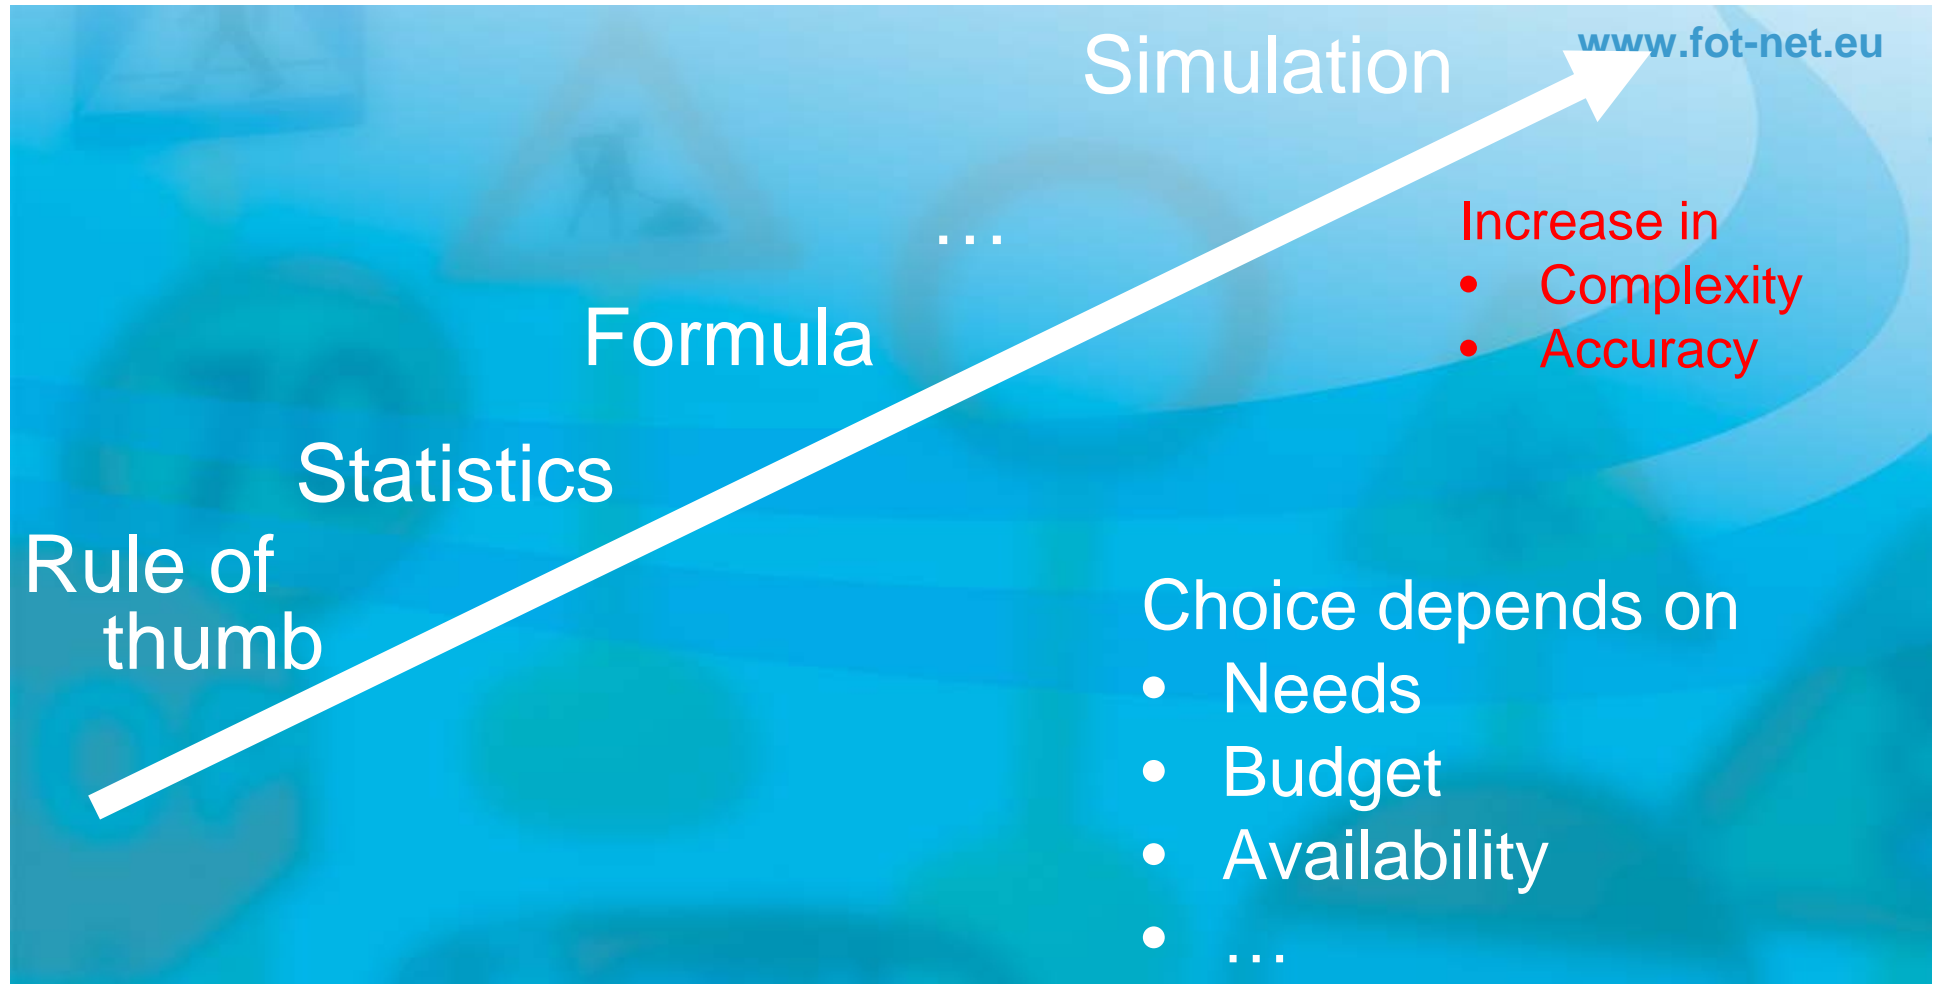 www.fot-net.eu
Simulation
…
Formula
Statistics
Rule of
thumb
Increase in
• Complexity
• Accuracy
Choice depends on
• Needs
• Budget
• Availability
• …
70